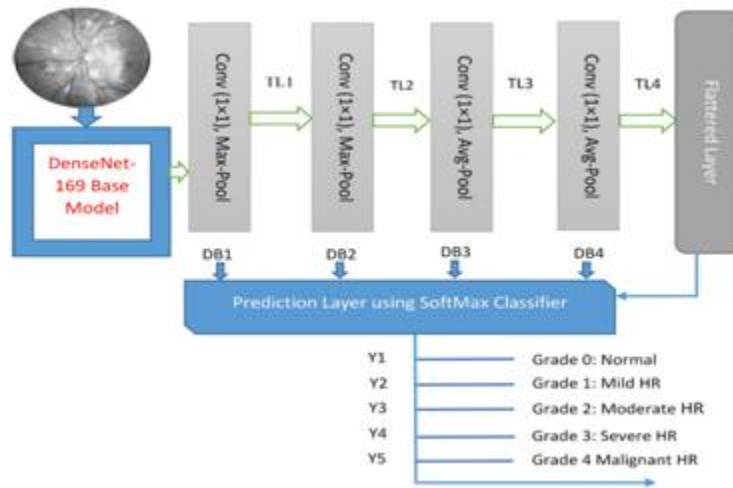 DenseNet-
169 Base
Model
Conv (1×1), Max-Pool
TL1
Conv (1×1), Max-Pool
TL2
Conv (1×1), Avg-Pool
TL3
Conv (1×1), Avg-Pool
TL4
Flattered Layer
DB1
DB2
DB3
DB4
Prediction Layer using SoftMax Classifier
Y1 Grade 0: Normal
Y2 Grade 1: Mild HR
Y3 Grade 2: Moderate HR
Y4 Grade 3: Severe HR
Y5 Grade 4 Malignant HR